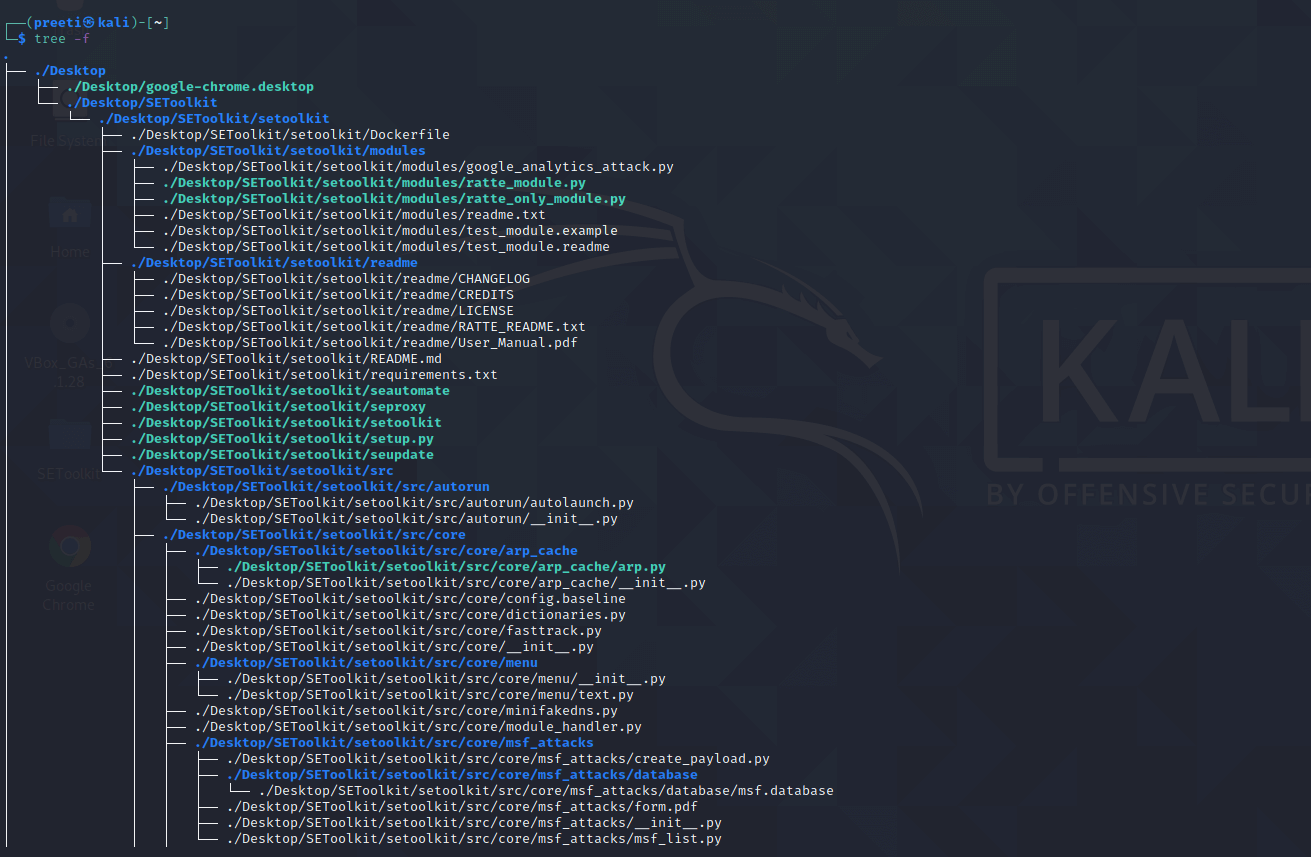 ┌──(preeti㉿kali)-[~]
└─$ tree -f
.
├── ./Desktop
│   ├── ./Desktop/google-chrome.desktop
│   └── ./Desktop/SEToolkit
│       └── ./Desktop/SEToolkit/setoolkit
│           ├── ./Desktop/SEToolkit/setoolkit/Dockerfile
│           ├── ./Desktop/SEToolkit/setoolkit/modules
│           │   ├── ./Desktop/SEToolkit/setoolkit/modules/google_analytics_attack.py
│           │   ├── ./Desktop/SEToolkit/setoolkit/modules/ratte_module.py
│           │   ├── ./Desktop/SEToolkit/setoolkit/modules/ratte_only_module.py
│           │   ├── ./Desktop/SEToolkit/setoolkit/modules/readme.txt
│           │   ├── ./Desktop/SEToolkit/setoolkit/modules/test_module.example
│           │   └── ./Desktop/SEToolkit/setoolkit/modules/test_module.readme
│           ├── ./Desktop/SEToolkit/setoolkit/readme
│           │   ├── ./Desktop/SEToolkit/setoolkit/readme/CHANGELOG
│           │   ├── ./Desktop/SEToolkit/setoolkit/readme/CREDITS
│           │   ├── ./Desktop/SEToolkit/setoolkit/readme/LICENSE
│           │   ├── ./Desktop/SEToolkit/setoolkit/readme/RATTE_README.txt
│           │   └── ./Desktop/SEToolkit/setoolkit/readme/User_Manual.pdf
│           ├── ./Desktop/SEToolkit/setoolkit/README.md
│           ├── ./Desktop/SEToolkit/setoolkit/requirements.txt
│           ├── ./Desktop/SEToolkit/setoolkit/seautomate
│           ├── ./Desktop/SEToolkit/setoolkit/seproxy
│           ├── ./Desktop/SEToolkit/setoolkit/setoolkit
│           ├── ./Desktop/SEToolkit/setoolkit/setup.py
│           ├── ./Desktop/SEToolkit/setoolkit/seupdate
│           └── ./Desktop/SEToolkit/setoolkit/src
│               ├── ./Desktop/SEToolkit/setoolkit/src/autorun
│               │   ├── ./Desktop/SEToolkit/setoolkit/src/autorun/autolaunch.py
│               │   └── ./Desktop/SEToolkit/setoolkit/src/autorun/__init__.py
│               ├── ./Desktop/SEToolkit/setoolkit/src/core
│               │   ├── ./Desktop/SEToolkit/setoolkit/src/core/arp_cache
│               │   │   ├── ./Desktop/SEToolkit/setoolkit/src/core/arp_cache/arp.py
│               │   │   └── ./Desktop/SEToolkit/setoolkit/src/core/arp_cache/__init__.py
│               │   ├── ./Desktop/SEToolkit/setoolkit/src/core/config.baseline
│               │   ├── ./Desktop/SEToolkit/setoolkit/src/core/dictionaries.py
│               │   ├── ./Desktop/SEToolkit/setoolkit/src/core/fasttrack.py
│               │   ├── ./Desktop/SEToolkit/setoolkit/src/core/__init__.py
│               │   ├── ./Desktop/SEToolkit/setoolkit/src/core/menu
│               │   │   ├── ./Desktop/SEToolkit/setoolkit/src/core/menu/__init__.py
│               │   │   └── ./Desktop/SEToolkit/setoolkit/src/core/menu/text.py
│               │   ├── ./Desktop/SEToolkit/setoolkit/src/core/minifakedns.py
│               │   ├── ./Desktop/SEToolkit/setoolkit/src/core/module_handler.py
│               │   ├── ./Desktop/SEToolkit/setoolkit/src/core/msf_attacks
│               │   │   ├── ./Desktop/SEToolkit/setoolkit/src/core/msf_attacks/create_payload.py
│               │   │   ├── ./Desktop/SEToolkit/setoolkit/src/core/msf_attacks/database
│               │   │   │   └── ./Desktop/SEToolkit/setoolkit/src/core/msf_attacks/database/msf.database
│               │   │   ├── ./Desktop/SEToolkit/setoolkit/src/core/msf_attacks/form.pdf
│               │   │   ├── ./Desktop/SEToolkit/setoolkit/src/core/msf_attacks/__init__.py
│               │   │   └── ./Desktop/SEToolkit/setoolkit/src/core/msf_attacks/msf_list.py
File System
Home
VBox_GAs_
1.28
SEToolkit
Google
Chrome
KALI
BY OFFENSIVE SECU